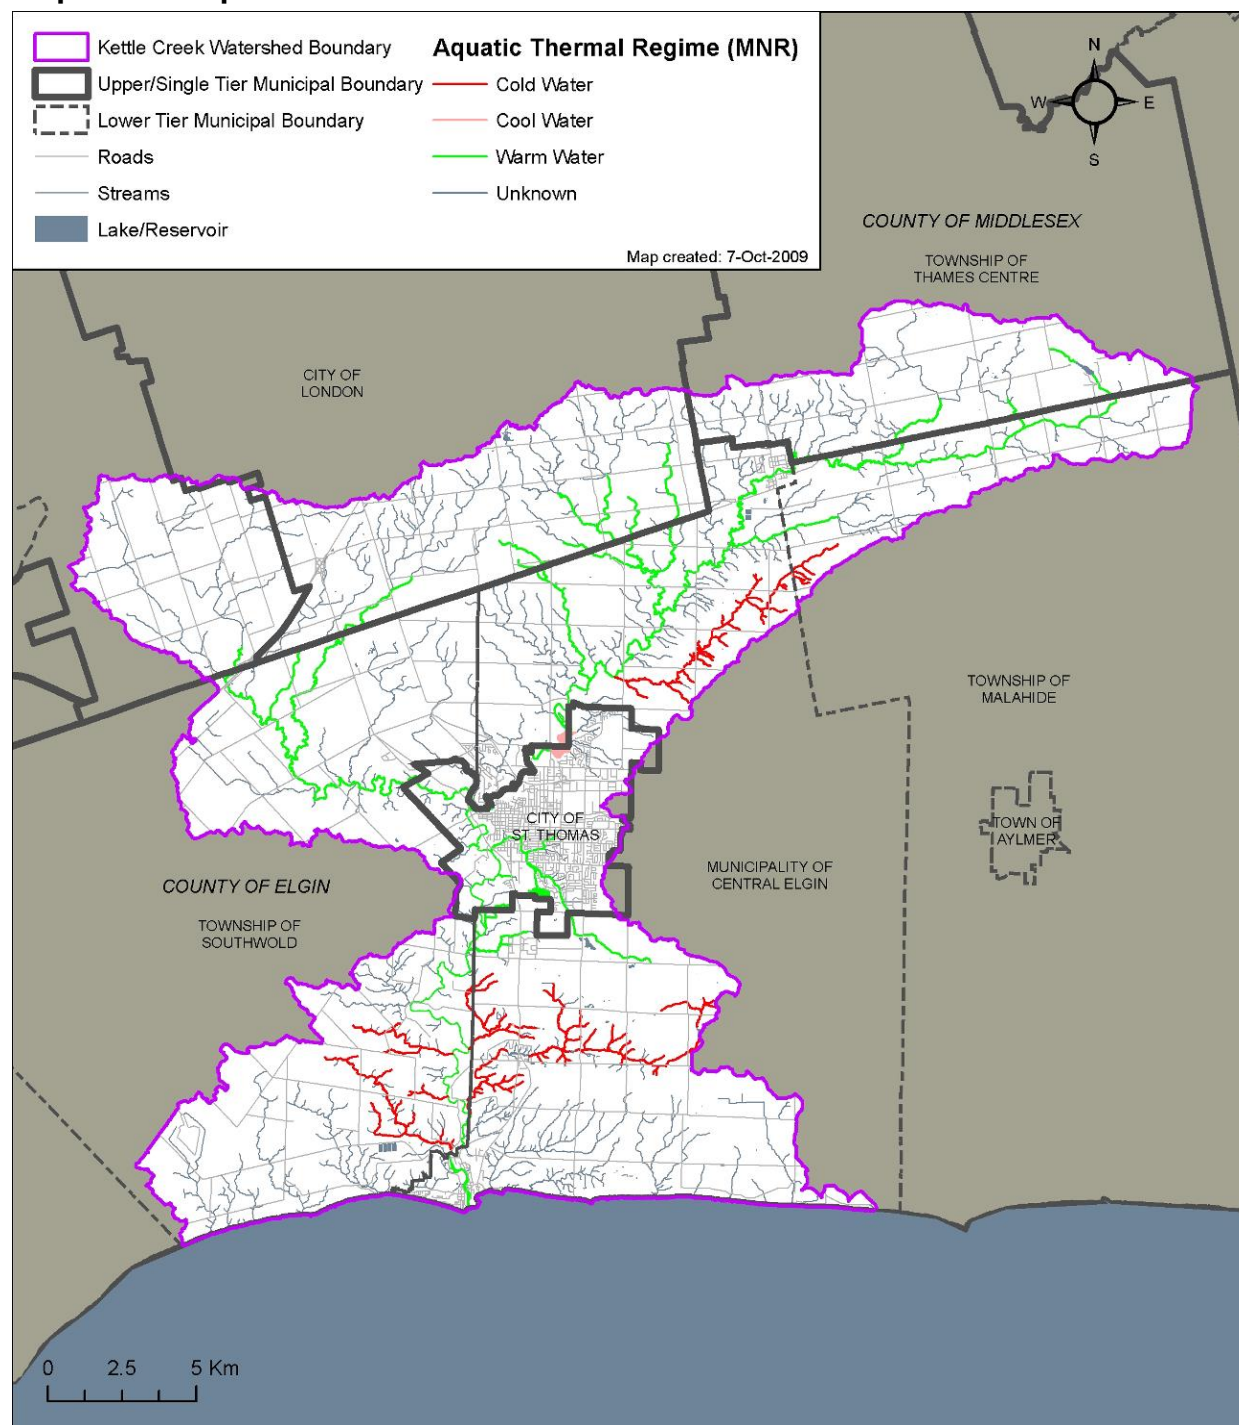 Kettle Creek Watershed Boundary
Upper/Single Tier Municipal Boundary
Lower Tier Municipal Boundary
Roads
Streams
Lake/Reservoir
Aquatic Thermal Regime (MNR)
Cold Water
Cool Water
Warm Water
Unknown
Map created: 7-Oct-2009
N
W
E
S
COUNTY OF MIDDLESEX
TOWNSHIP OF
THAMES CENTRE
CITY OF
LONDON
TOWNSHIP OF
MALAHIDE
CITY OF
ST. THOMAS
TOWN OF
AYLMER
MUNICIPALITY OF
CENTRAL ELGIN
COUNTY OF ELGIN
TOWNSHIP OF
SOUTHWOLD
0 2.5 5 Km